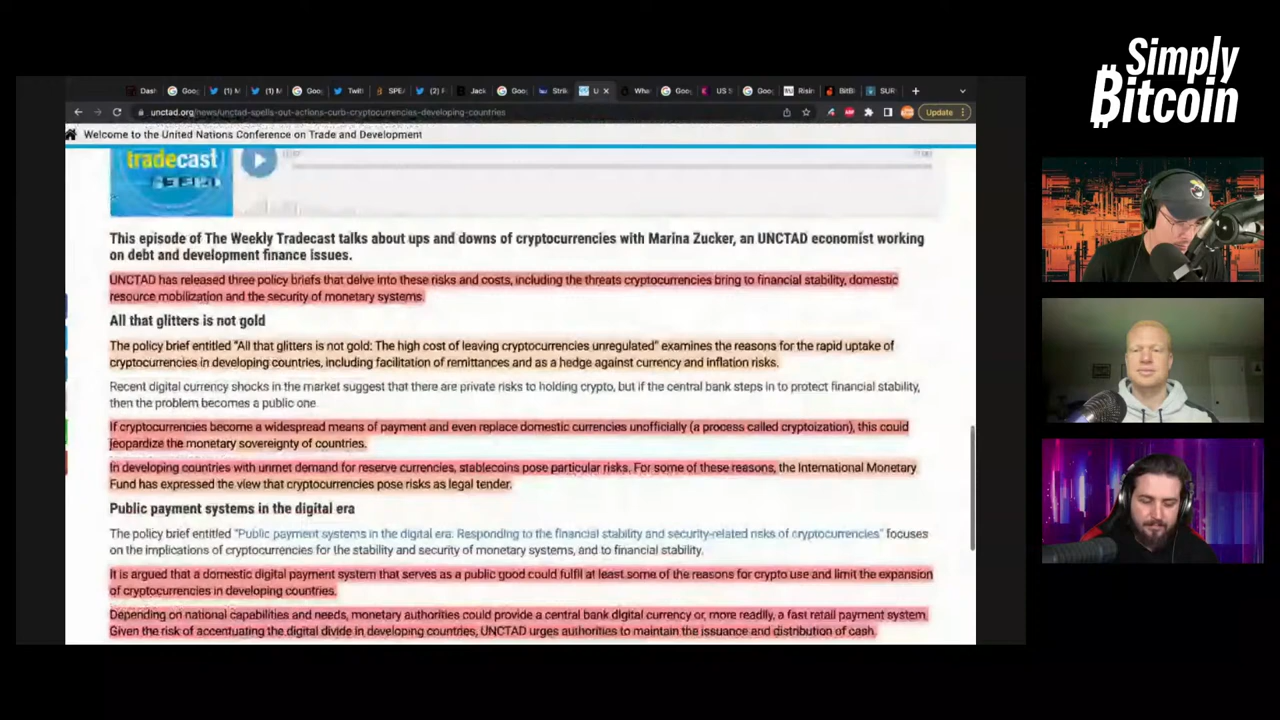 Simply
Bitcoin
Dash
Goo
(1) M
(1) M
Twitt
SPE
(2) F
Jack
Goo
Strik
U
Wha
Goo
US S
Goo
Risin
BitBi
SUR
unctad.org/news/unctad-spells-out-actions-curb-cryptocurrencies-developing-countries
Update
Welcome to the United Nations Conference on Trade and Development
tradecast
This episode of The Weekly Tradecast talks about ups and downs of cryptocurrencies with Marina Zucker, an UNCTAD economist working
on debt and development finance issues.
UNCTAD has released three policy briefs that delve into these risks and costs, including the threats cryptocurrencies bring to financial stability, domestic
resource mobilization and the security of monetary systems.
All that glitters is not gold
The policy brief entitled "All that glitters is not gold: The high cost of leaving cryptocurrencies unregulated" examines the reasons for the rapid uptake of
cryptocurrencies in developing countries, including facilitation of remittances and as a hedge against currency and inflation risks.
Recent digital currency shocks in the market suggest that there are private risks to holding crypto, but if the central bank steps in to protect financial stability,
then the problem becomes a public one.
If cryptocurrencies become a widespread means of payment and even replace domestic currencies unofficially (a process called cryptoization), this could
jeopardize the monetary sovereignty of countries.
In developing countries with unmet demand for reserve currencies, stablecoins pose particular risks. For some of these reasons, the International Monetary
Fund has expressed the view that cryptocurrencies pose risks as legal tender.
Public payment systems in the digital era
The policy brief entitled "Public payment systems in the digital era: Responding to the financial stability and security-related risks of cryptocurrencies" focuses
on the implications of cryptocurrencies for the stability and security of monetary systems, and to financial stability.
It is argued that a domestic digital payment system that serves as a public good could fulfil at least some of the reasons for crypto use and limit the expansion
of cryptocurrencies in developing countries.
Depending on national capabilities and needs, monetary authorities could provide a central bank digital currency or, more readily, a fast retail payment system.
Given the risk of accentuating the digital divide in developing countries, UNCTAD urges authorities to maintain the issuance and distribution of cash.